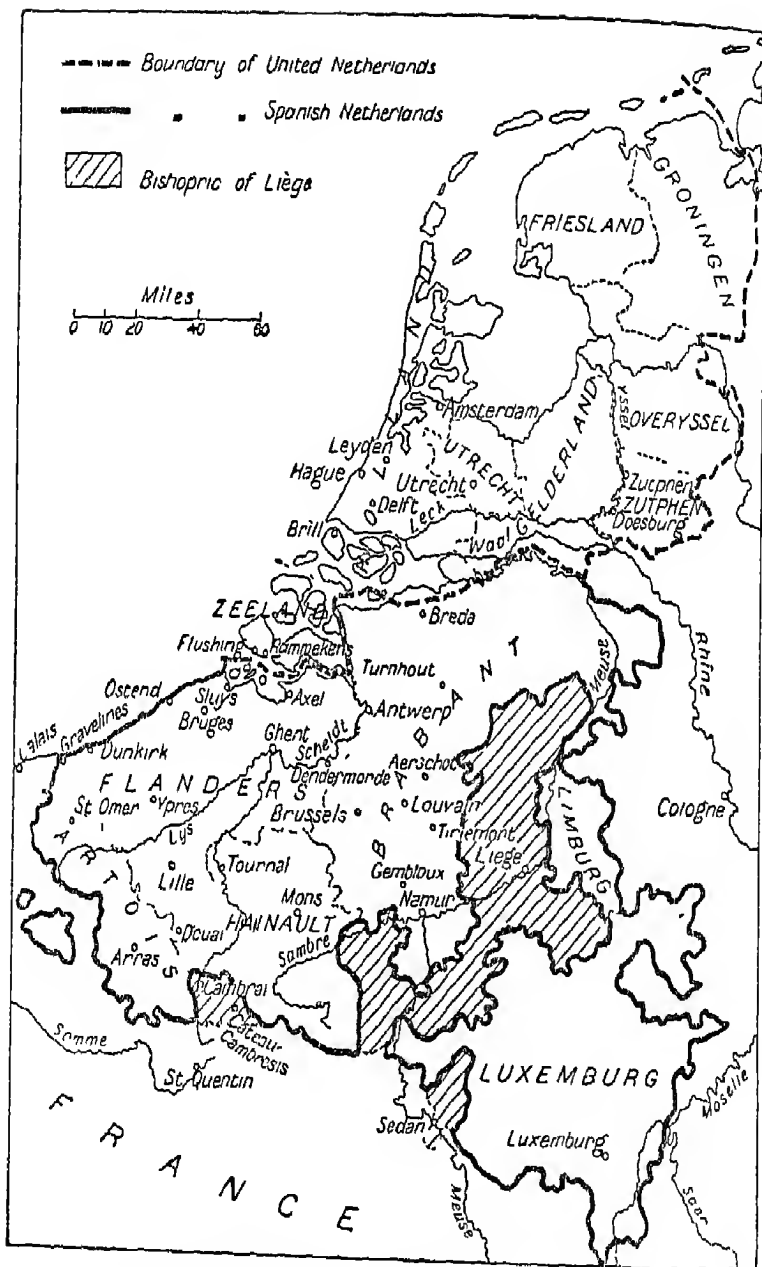 Boundary of United Netherlands
" " Spanish Netherlands
Bishopric of Liège
Miles
0 10 20 40 60
GRONINGEN
FRIESLAND
N
Amsterdam
Yssel
OVERYSSEL
Leyden
L
UTRECHT
GELDERLAND
Hague
Utrecht
Zutphen
ZUTPHEN
Delft
Leck
Doesburg
Brill
Waal
ZEELAND
Breda
Flushing
Rammekens
Meuse
Rhine
Turnhout
Ostend
Sluys
Axel
Antwerp
BRABANT
Calais
Gravelines
Bruges
Dunkirk
Ghent
Scheldt
FLANDERS
Dendermorde
Aerschot
St Omer
Ypres
Brussels
Louvain
LIMBURG
Cologne
Lys
Tirlemont
ARTOIS
Lille
Tournai
Gembloux
Liege
Mons
Namur
Douai
HAINAULT
Arras
Sambre
Cambrai
Cateau
Cambresis
Somme
St Quentin
LUXEMBURG
Moselle
Sedan
Luxemburg
FRANCE
Meuse
Saar